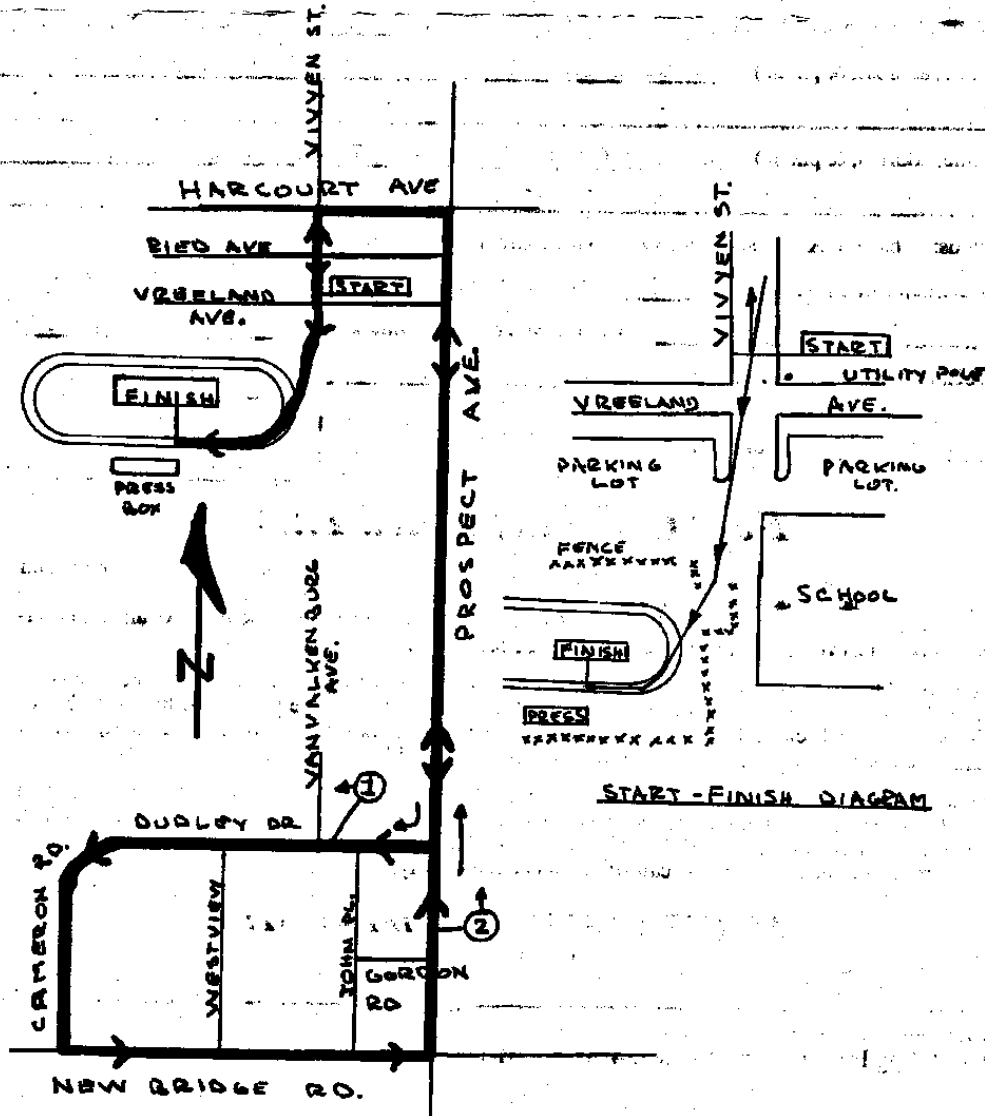 VIVYEN ST.
HARCOURT AVE
BIED AVE
VREELAND
AVE.
START
FINISH
PRESS
BOX
PROSPECT AVE.
N
VANVALKENBURG
AVE.
1
DUDLEY DR
CAMERON RD.
WESTVIEW
JOHN PL.
GORDON
RD
2
NEW BRIDGE RD.
VIVYEN ST.
START
UTILITY POLE
VREELAND AVE.
PARKING
LOT
PARKING
LOT.
FENCE
SCHOOL
FINISH
PRESS
START-FINISH DIAGRAM